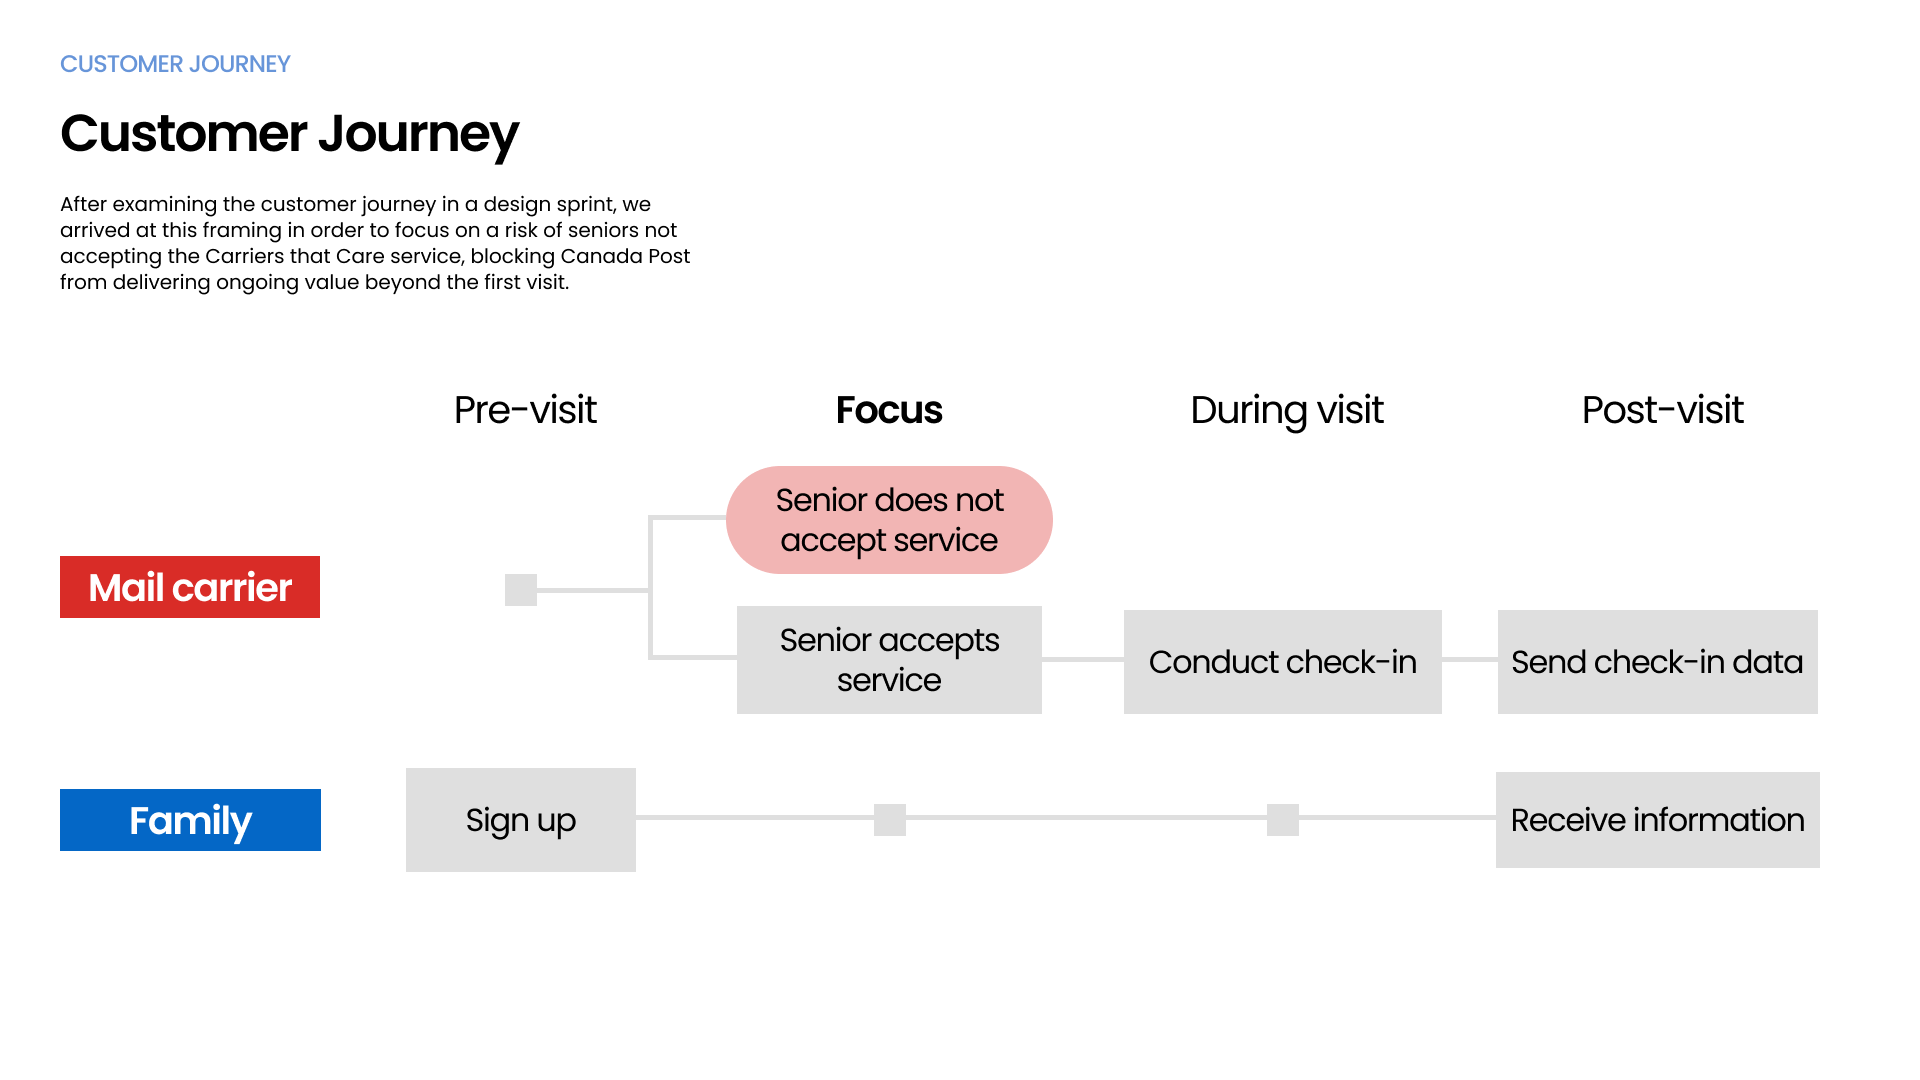 CUSTOMER JOURNEY
Customer Journey
After examining the customer journey in a design sprint, we
arrived at this framing in order to focus on a risk of seniors not
accepting the Carriers that Care service, blocking Canada Post
from delivering ongoing value beyond the first visit.
Pre-visit
Focus
During visit
Post-visit
Mail carrier
Senior does not
accept service
Senior accepts
service
Conduct check-in
Send check-in data
Family
Sign up
Receive information